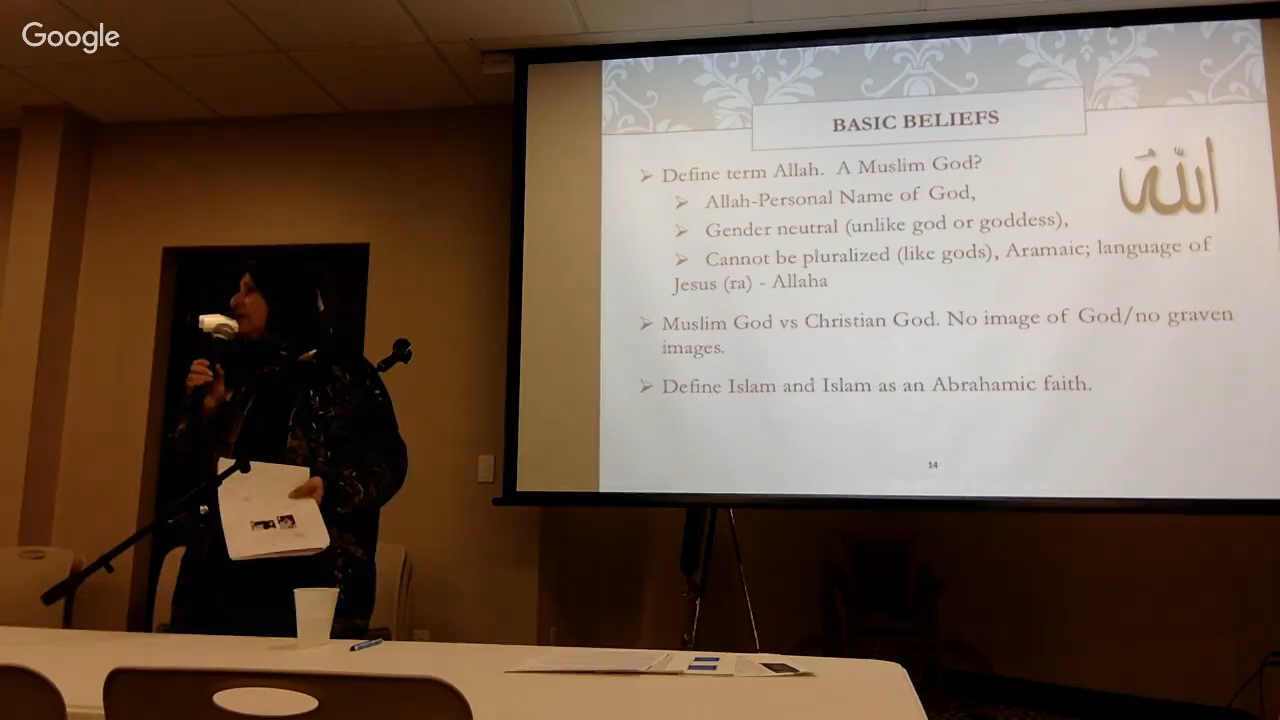 Google
BASIC BELIEFS
الله
➢ Define term Allah. A Muslim God?
➢ Allah-Personal Name of God,
➢ Gender neutral (unlike god or goddess),
➢ Cannot be pluralized (like gods), Aramaic; language of
Jesus (ra) - Allaha
➢ Muslim God vs Christian God. No image of God/no graven
images.
➢ Define Islam and Islam as an Abrahamic faith.
14